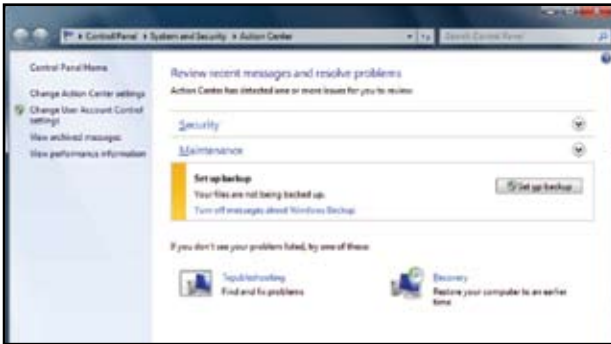 Control Panel ▸ System and Security ▸ Action Center
Search Control Panel
Control Panel Home
Change Action Center settings
Change User Account Control
settings
View archived messages
View performance information
Review recent messages and resolve problems
Action Center has detected one or more issues for you to review.
Security
Maintenance
Set up backup
Your files are not being backed up.
Set up backup
Turn off messages about Windows Backup
If you don't see your problem listed, try one of these:
Troubleshooting
Find and fix problems
Recovery
Restore your computer to an earlier
time